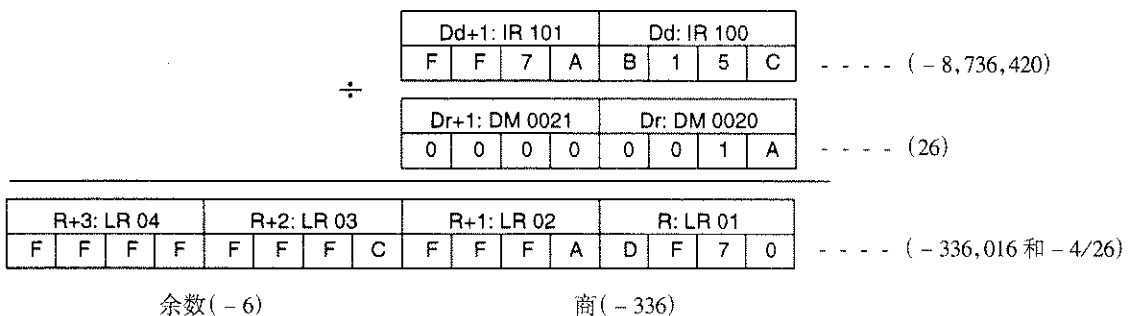 Dd+1: IR 101 Dd: IR 100
F F 7 A B 1 5 C - - - - ( - 8,736,420)
÷
Dr+1: DM 0021 Dr: DM 0020
0 0 0 0 0 0 1 A - - - - (26)
R+3: LR 04 R+2: LR 03 R+1: LR 02 R: LR 01
F F F F F F F C F F F A D F 7 0 - - - - ( - 336,016 和 - 4/26)
余数( - 6) 商( - 336)